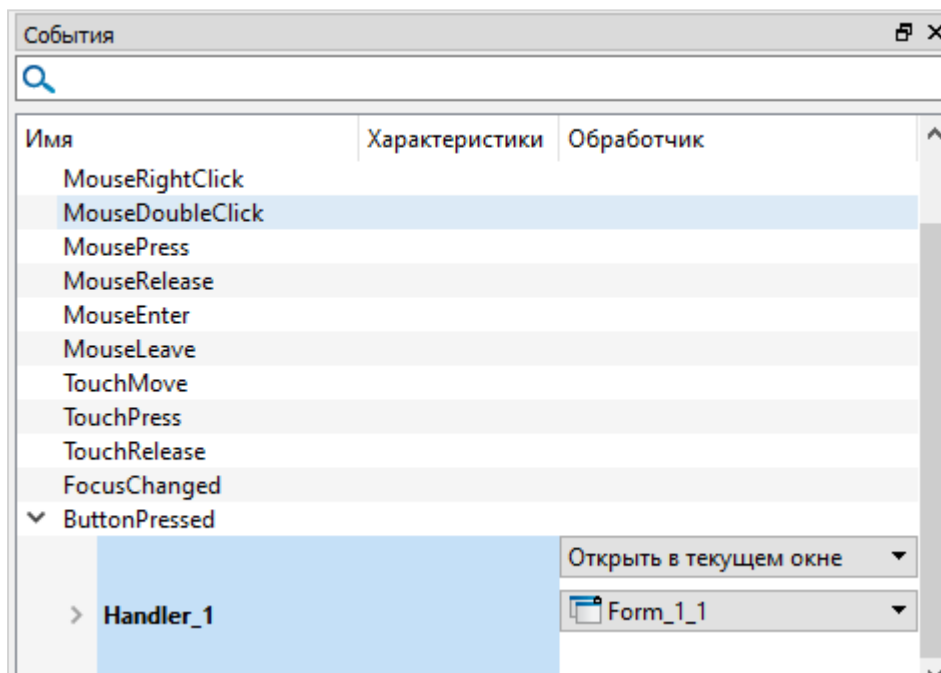 События
Имя Характеристики Обработчик
MouseRightClick
MouseDoubleClick
MousePress
MouseRelease
MouseEnter
MouseLeave
TouchMove
TouchPress
TouchRelease
FocusChanged
ButtonPressed
Открыть в текущем окне
Handler_1 Form_1_1